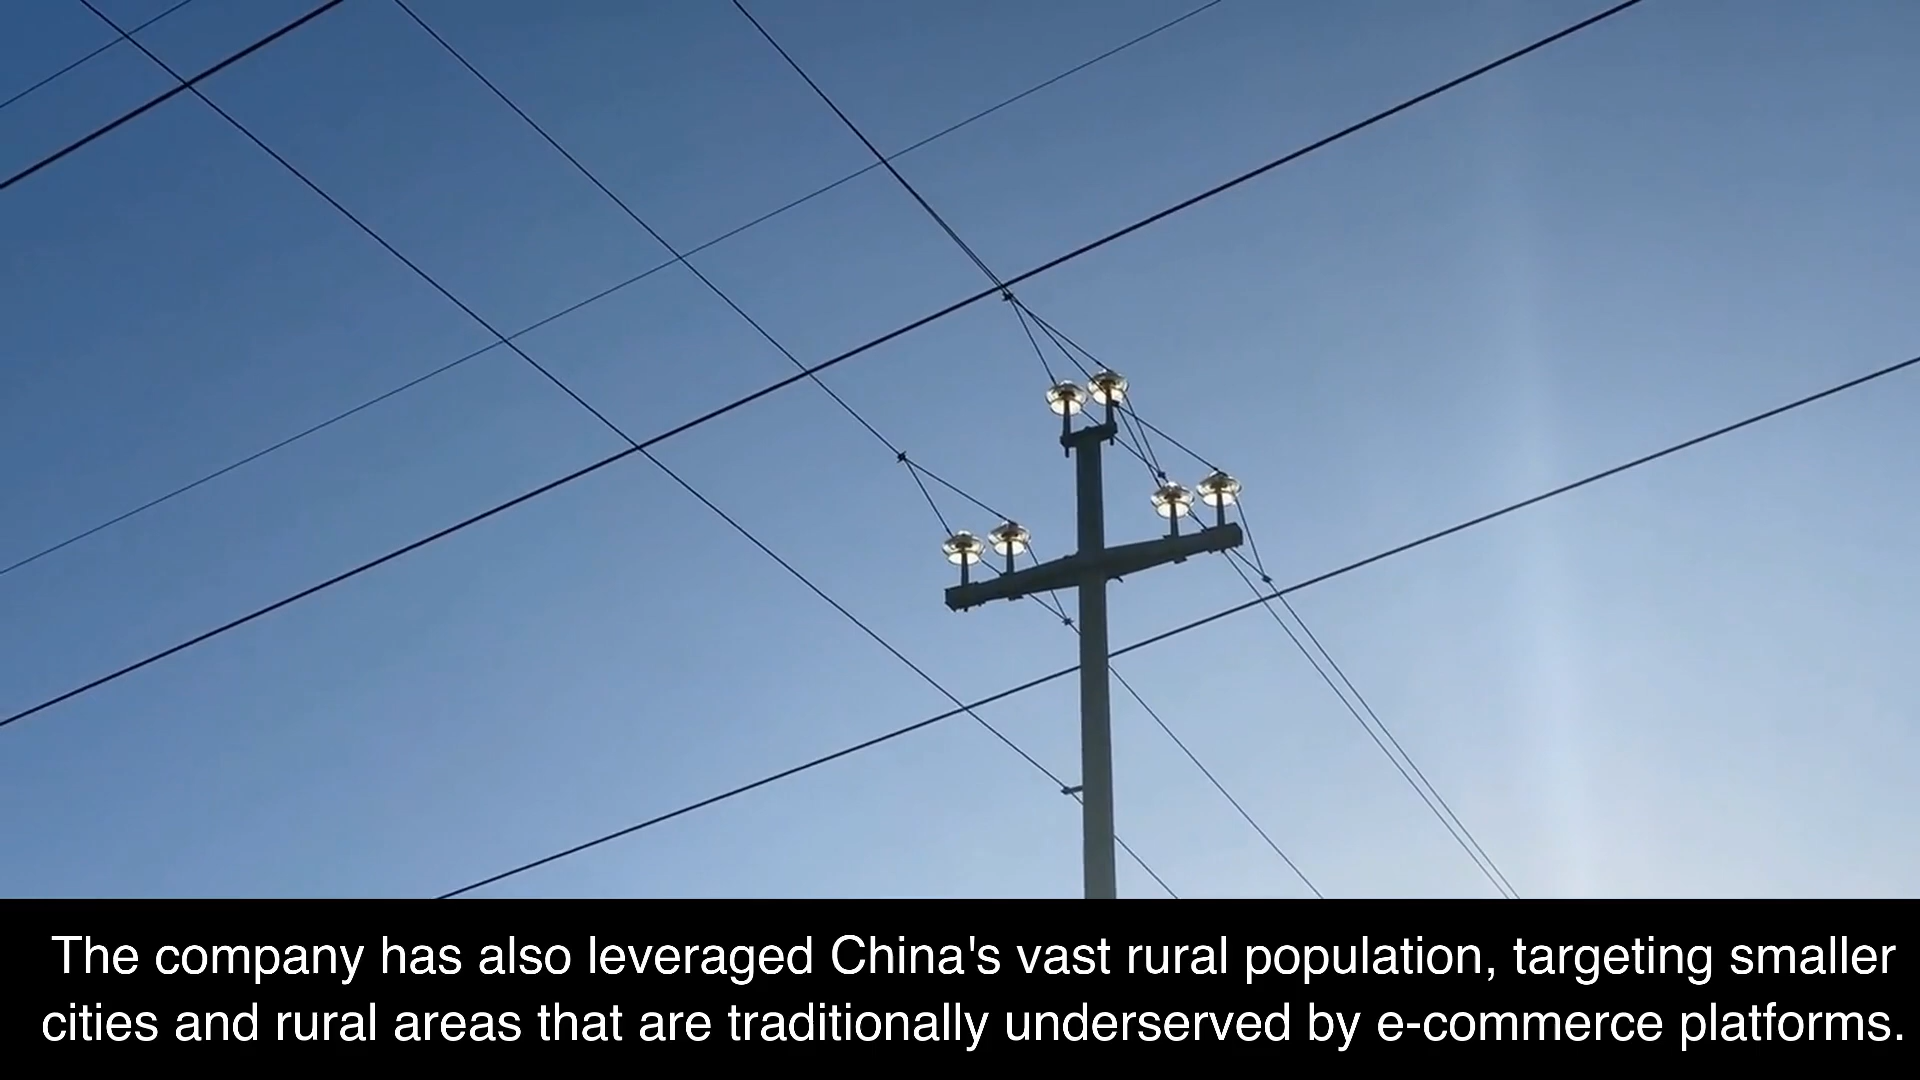 The company has also leveraged China's vast rural population, targeting smaller
cities and rural areas that are traditionally underserved by e-commerce platforms.